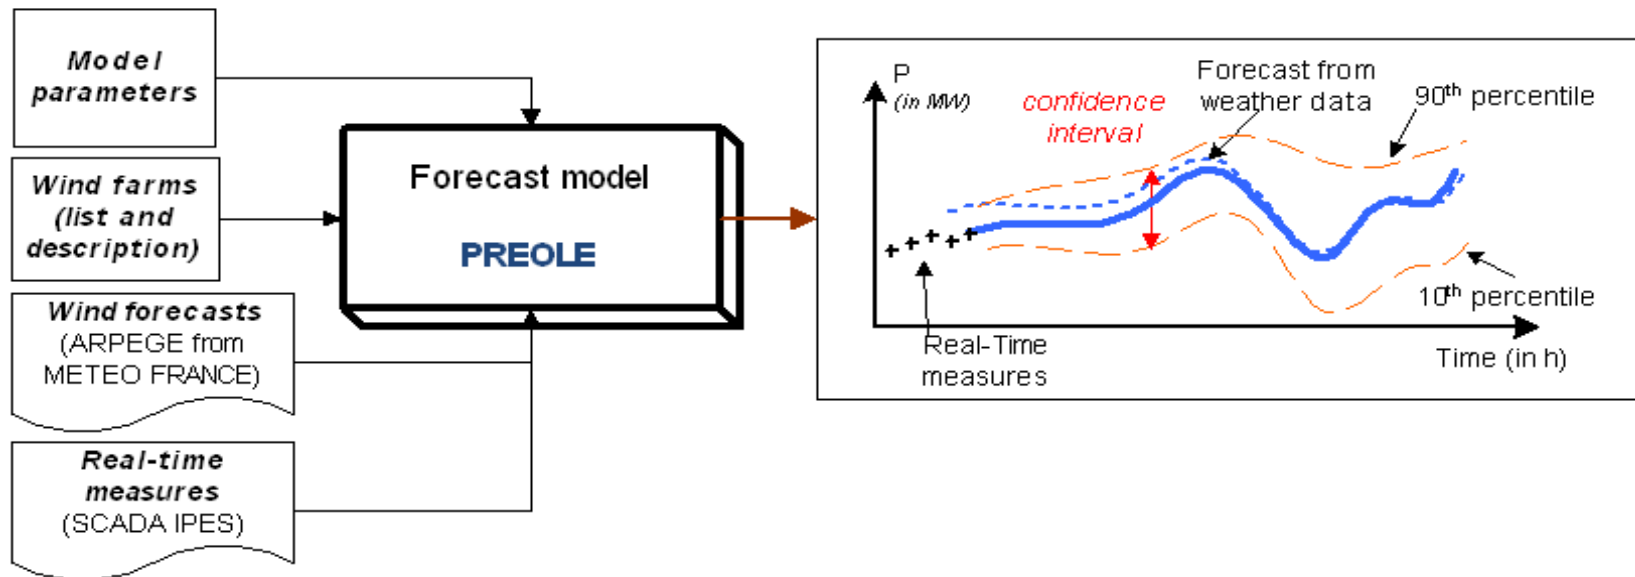 Model
parameters
Wind farms
(list and
description)
Wind forecasts
(ARPEGE from
METEO FRANCE)
Real-time
measures
(SCADA IPES)
Forecast model
PREOLE
P
(in MW)
confidence
interval
Forecast from
weather data
90th percentile
10th percentile
Real-Time
measures
Time (in h)